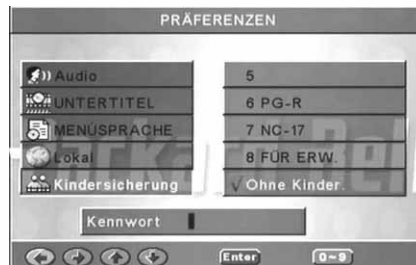 PRÄFERENZEN
Audio
UNTERTITEL
MENÜSPRACHE
Lokal
Kindersicherung
5
6 PG-R
7 NC-17
8 FÜR ERW.
Ohne Kinder.
Kennwort
Enter
0~9